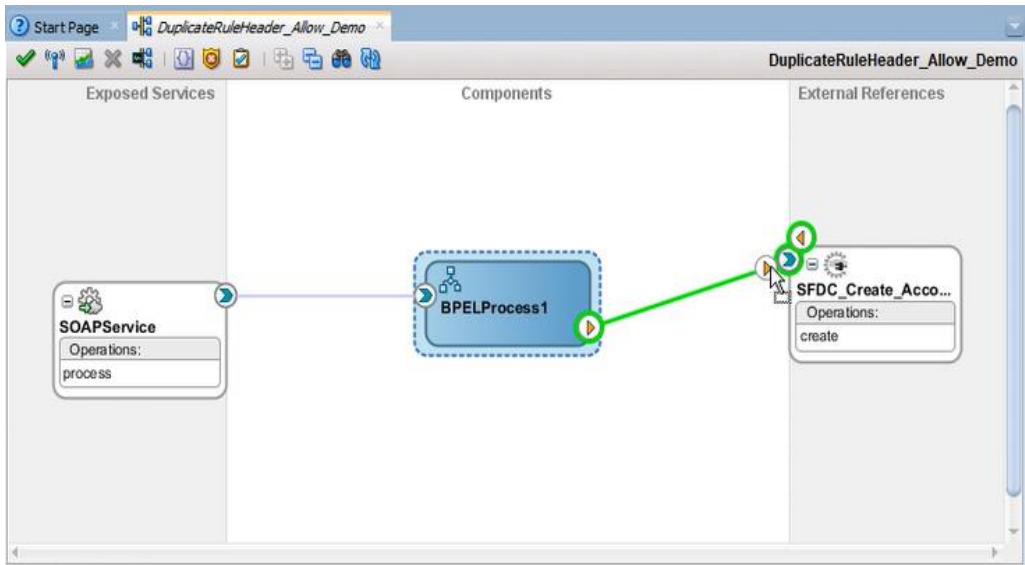 Start Page
DuplicateRuleHeader_Allow_Demo
DuplicateRuleHeader_Allow_Demo
Exposed Services
Components
External References
SOAPService
Operations:
process
BPELProcess1
SFDC_Create_Acco...
Operations:
create